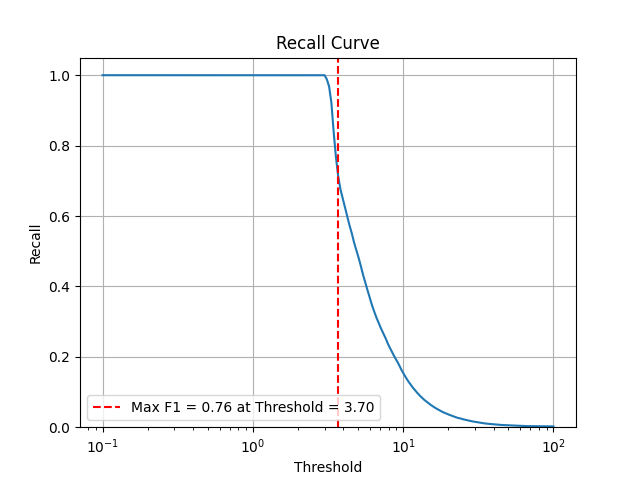 Recall Curve
1.0
0.8
0.6
0.4
0.2
0.0
Recall
Max F1 = 0.76 at Threshold = 3.70
10⁻¹ 10⁰ 10¹ 10²
Threshold